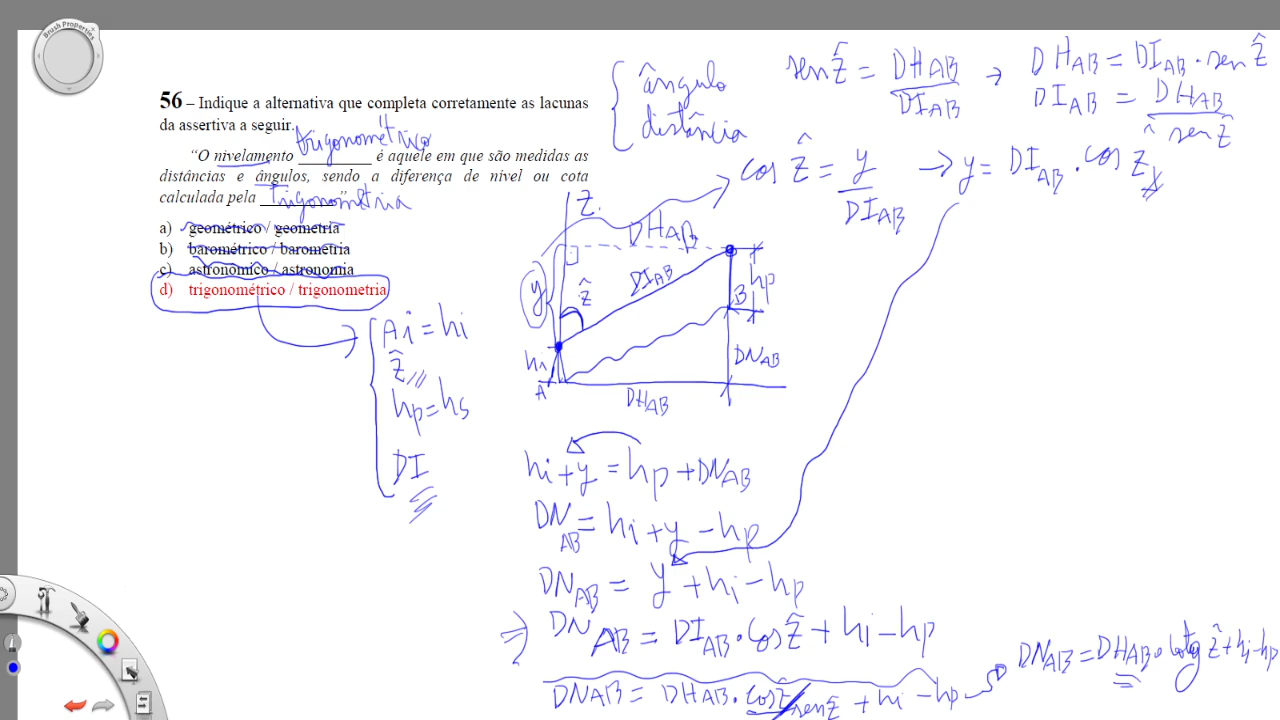 Brush Properties
56 – Indique a alternativa que completa corretamente as lacunas
da assertiva a seguir.
trigonométrico
“O nivelamento __________ é aquele em que são medidas as
distâncias e ângulos, sendo a diferença de nível ou cota
calculada pela __________.”
trigonometria
a) geométrico / geometria
b) barométrico / barometria
c) astronômico / astronomia
d) trigonométrico / trigonometria
Ai = hi
Ẑ
hp = hs
DI
ângulo
distância
sen Ẑ = DHAB / DIAB → DHAB = DIAB . sen Ẑ
DIAB = DHAB / sen Ẑ
cos Ẑ = y / DIAB → y = DIAB . cos Z
Z
DHAB
y
Ẑ
DIAB
hp
B
hi
DNAB
A
DHAB
hi + y = hp + DNAB
DNAB = hi + y - hp
DNAB = y + hi - hp
⇒ DNAB = DIAB . cos Ẑ + hi - hp
DNAB = DHAB . cos Ẑ / sen Ẑ + hi - hp →
DNAB = DHAB . cotg Ẑ + hi - hp